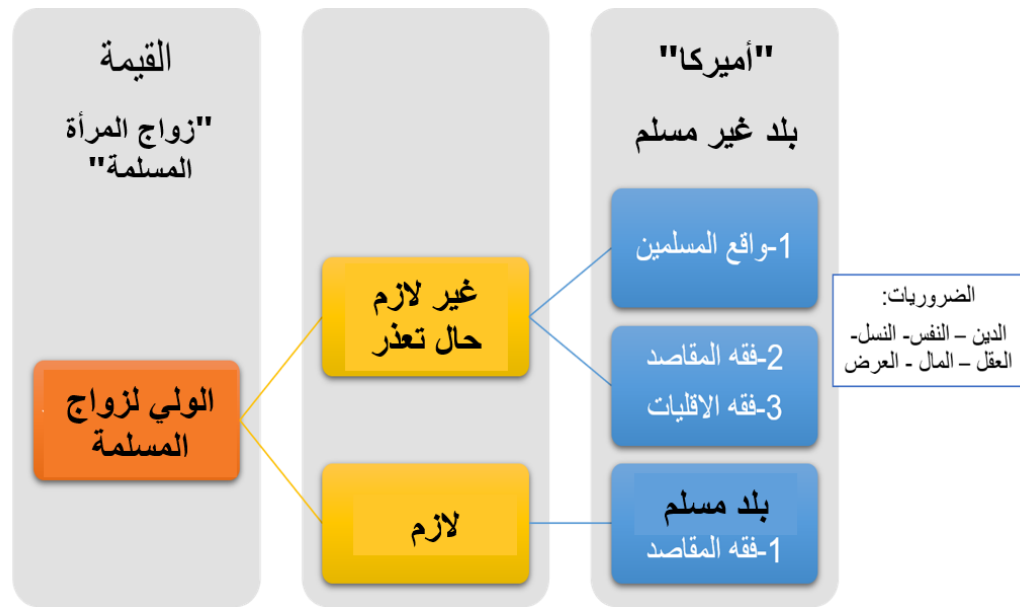 القيمة
"زواج المرأة
المسلمة"
الولي لزواج
المسلمة
غير لازم
حال تعذر
لازم
"أميركا"
بلد غير مسلم
1-واقع المسلمين
2-فقه المقاصد
3-فقه الاقليات
بلد مسلم
1-فقه المقاصد
الضروريات:
الدين – النفس- النسل-
العقل – المال - العرض